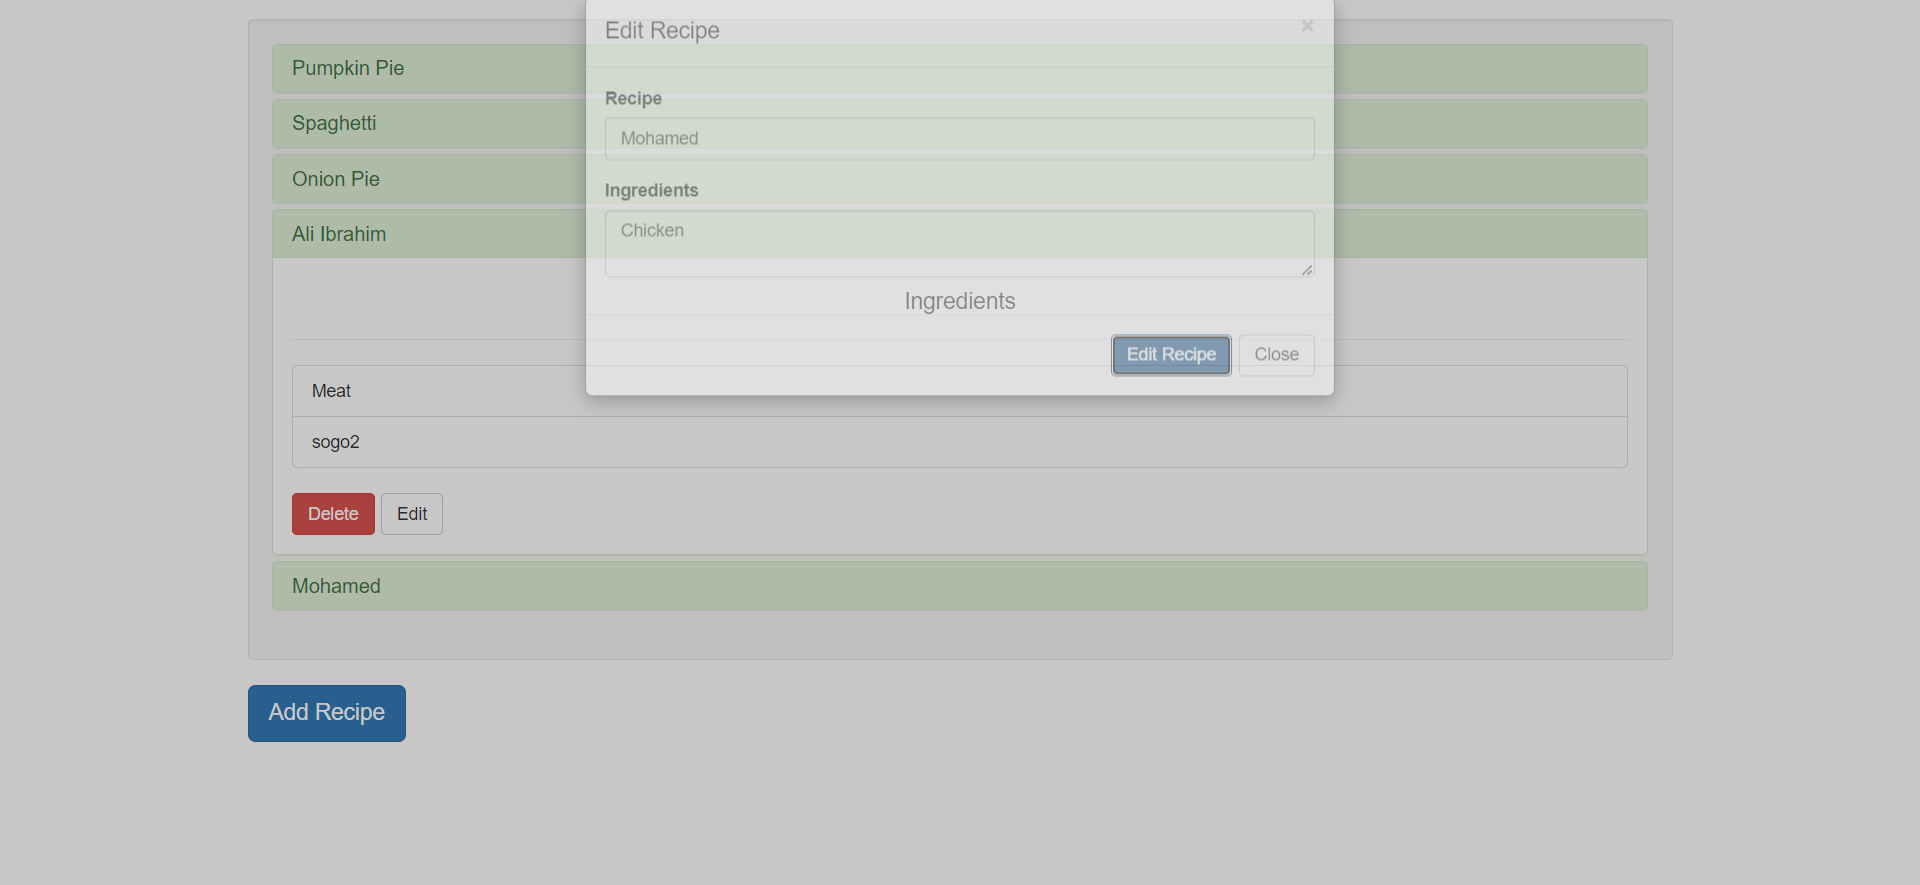 Edit Recipe ×
Pumpkin Pie
Recipe
Spaghetti
Mohamed
Onion Pie
Ingredients
Ali Ibrahim
Chicken
Ingredients
Edit Recipe Close
Meat
sogo2
Delete Edit
Mohamed
Add Recipe